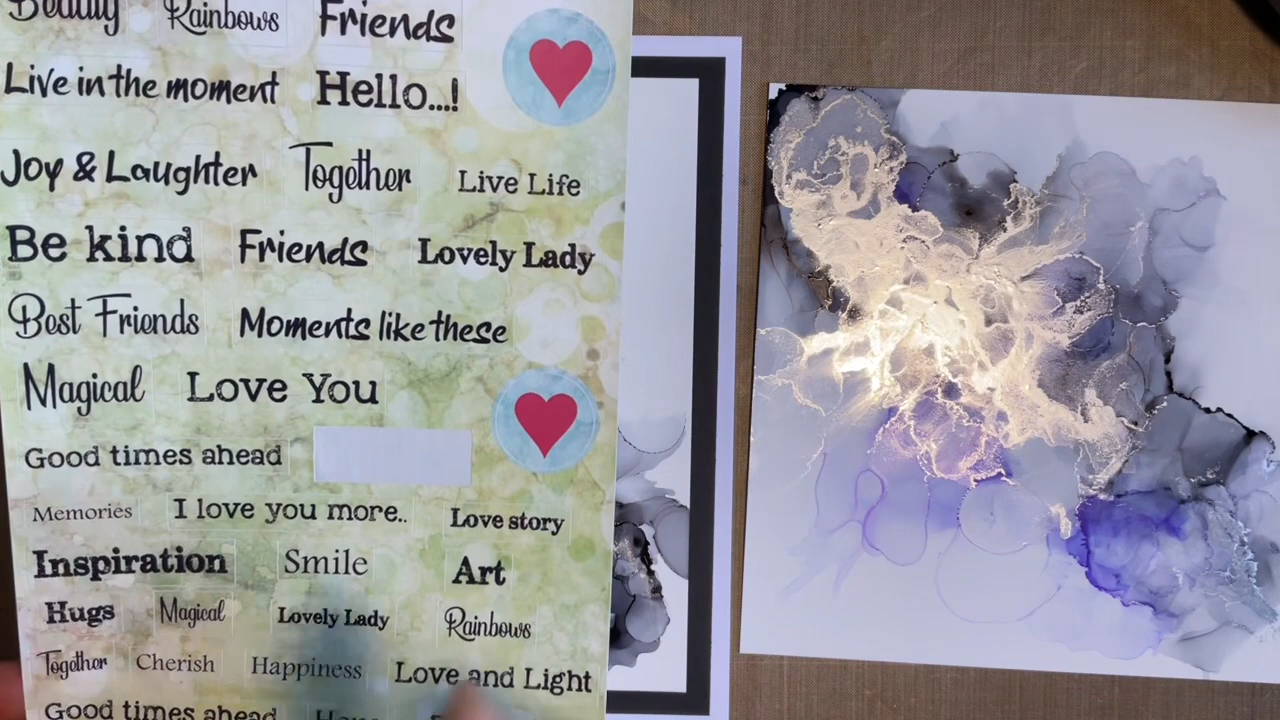 Beauty Rainbows Friends
Live in the moment Hello...!
Joy & Laughter Together Live Life
Be kind Friends Lovely Lady
Best Friends Moments like these
Magical Love You
Good times ahead
Memories I love you more.. Love story
Inspiration Smile Art
Hugs Magical Lovely Lady Rainbows
Together Cherish Happiness Love and Light
Good times ahead